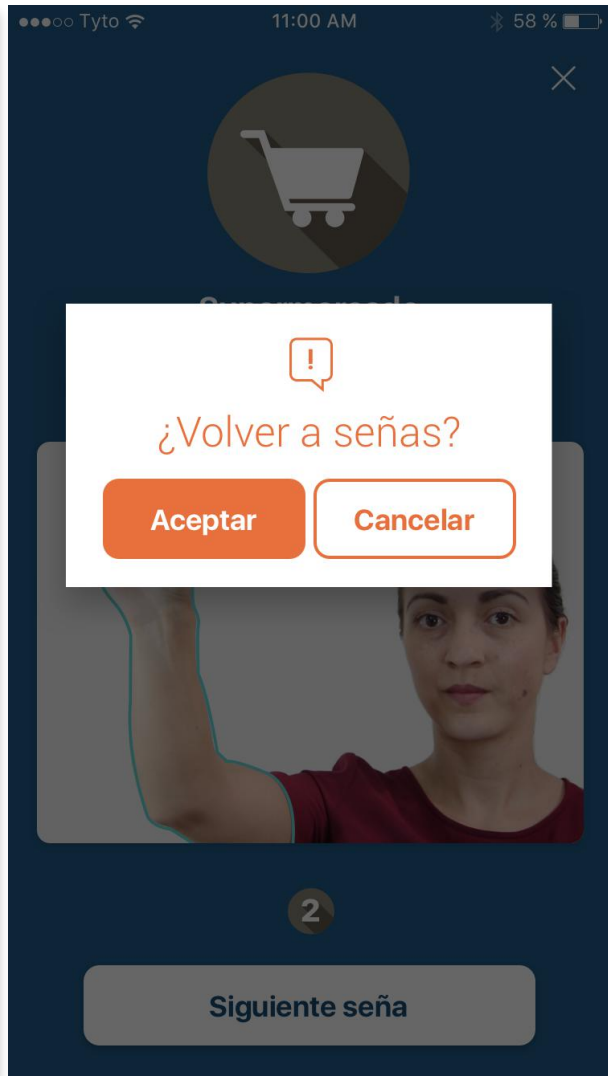 Tyto
11:00 AM
58 %
!
¿Volver a señas?
Aceptar
Cancelar
2
Siguiente seña